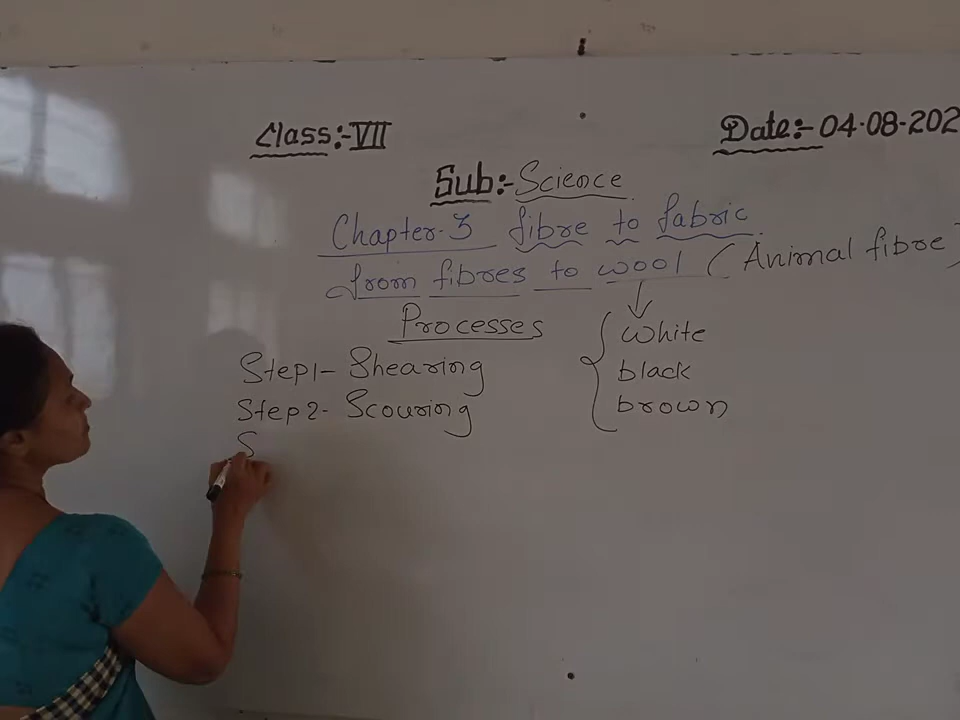 Class:-VII
Date:-04-08-202
Sub:-Science
Chapter-3 fibre to fabric
from fibres to wool (Animal fibre)
Processes
white
Step1-Shearing
black
Step2-Scouring
brown
S